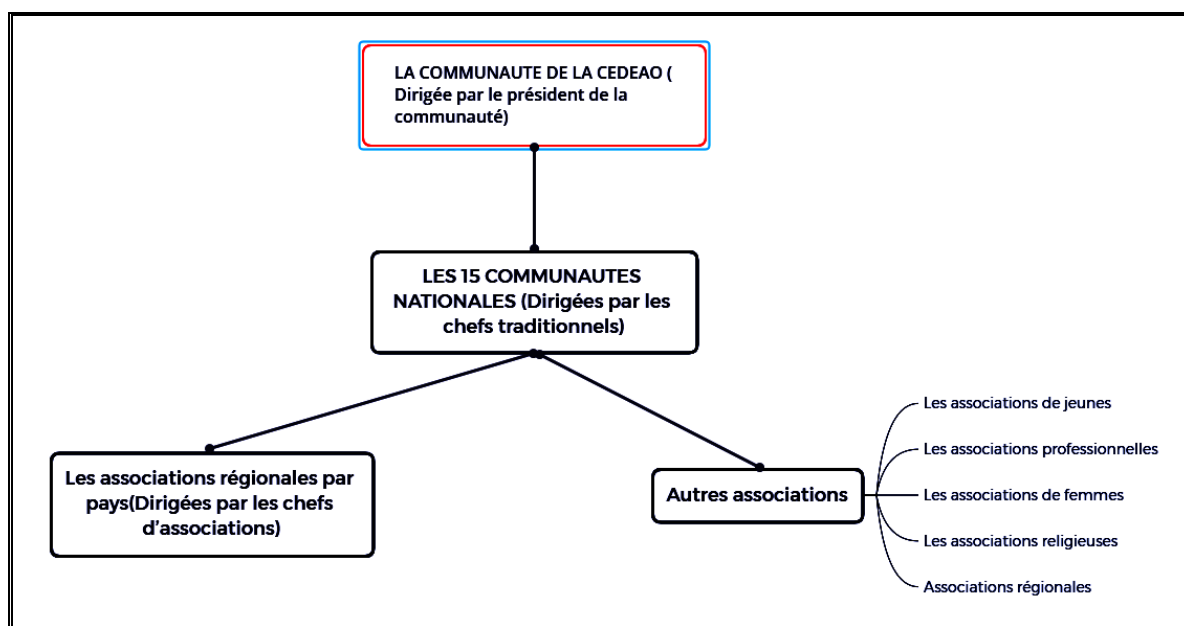 LA COMMUNAUTE DE LA CEDEAO (
Dirigée par le président de la
communauté)
LES 15 COMMUNAUTES
NATIONALES (Dirigées par les
chefs traditionnels)
Les associations régionales par
pays(Dirigées par les chefs
d'associations)
Autres associations
Les associations de jeunes
Les associations professionnelles
Les associations de femmes
Les associations religieuses
Associations régionales